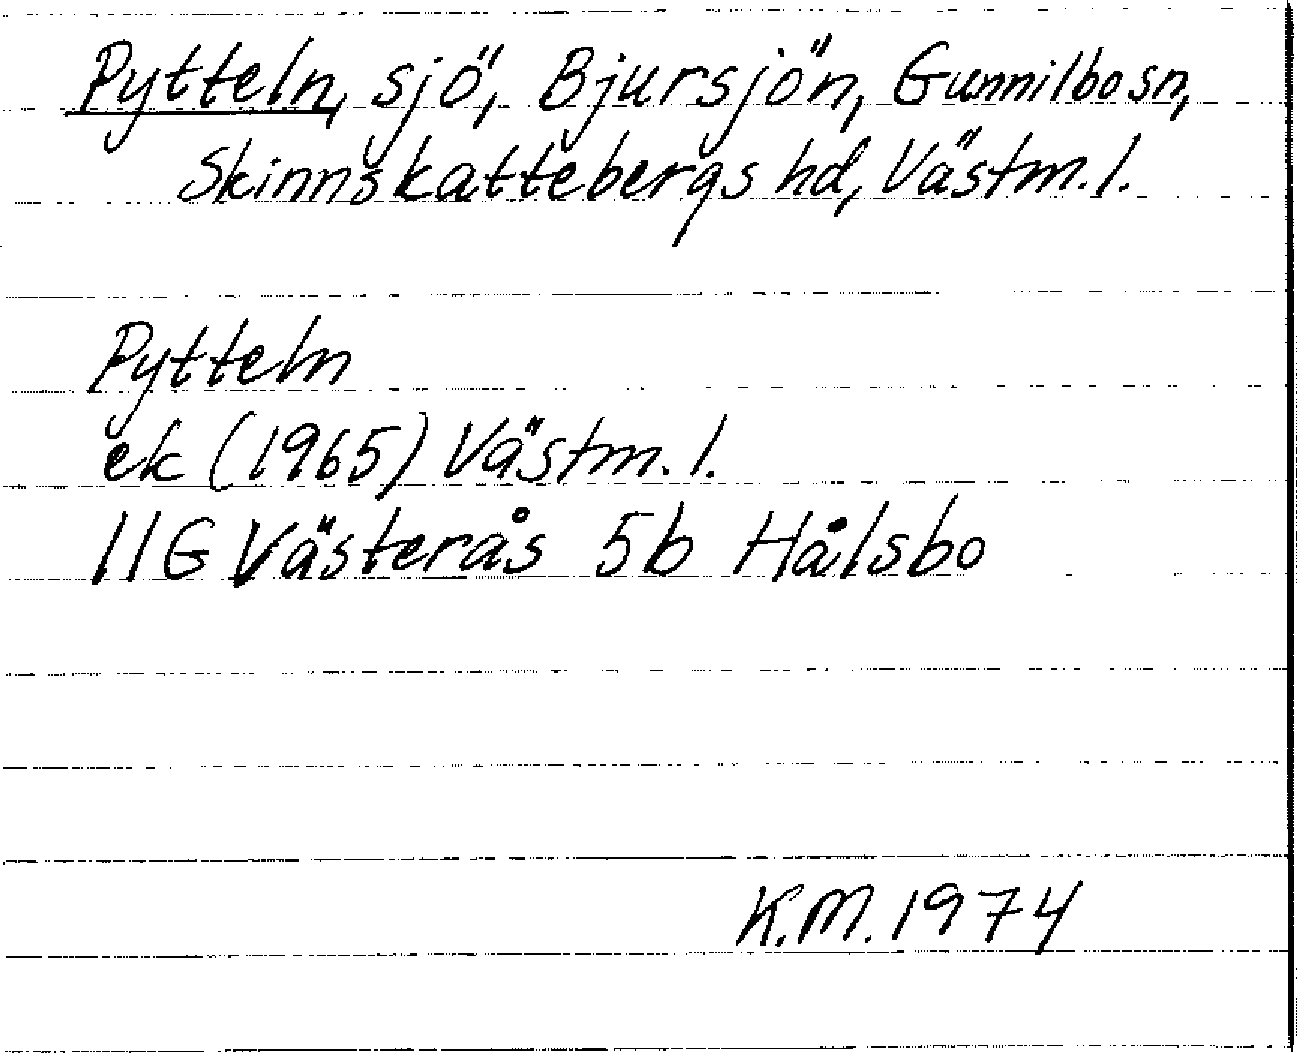 Pytteln, sjö, Bjursjön, Gunnilbo sn,
Skinnskattebergs hd, Västm. l.
Pytteln
ek (1965) Västm. l.
11G Västerås 5b Hålsbo
K.M. 1974